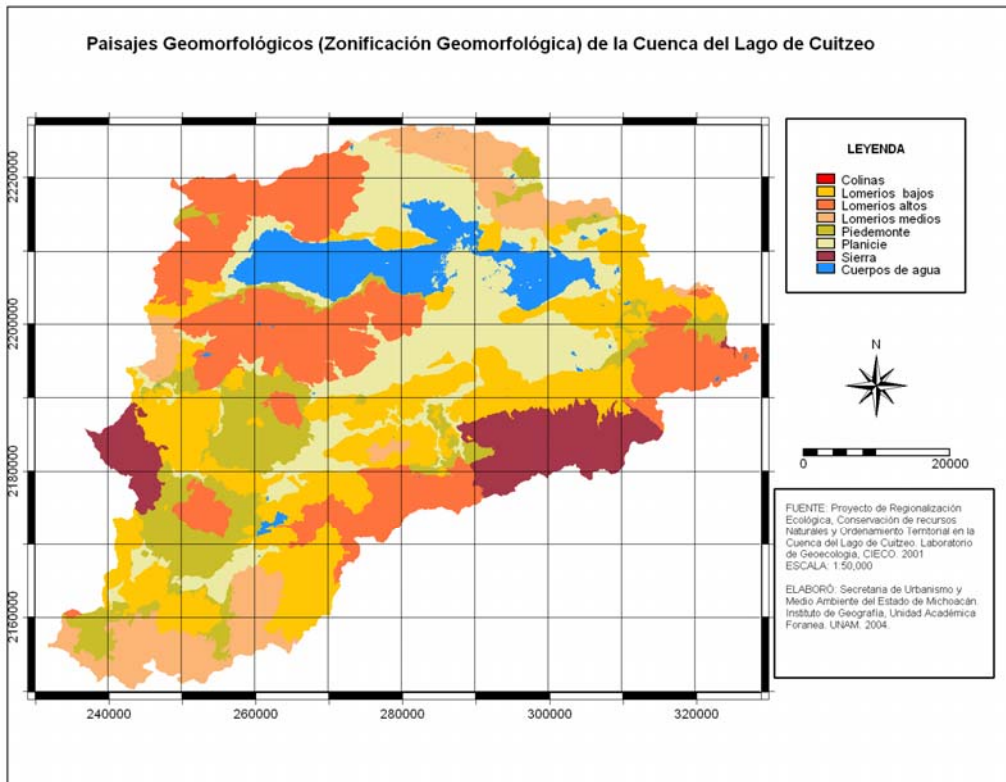 Paisajes Geomorfológicos (Zonificación Geomorfológica) de la Cuenca del Lago de Cuitzeo
LEYENDA
Colinas
Lomerios bajos
Lomerios altos
Lomerios medios
Piedemonte
Planicie
Sierra
Cuerpos de agua
N
0 20000
FUENTE: Proyecto de Regionalización
Ecológica, Conservación de recursos
Naturales y Ordenamiento Territorial en la
Cuenca del Lago de Cuitzeo. Laboratorio
de Geoecologia, CIECO. 2001
ESCALA: 1:50,000
ELABORÓ: Secretaria de Urbanismo y
Medio Ambiente del Estado de Michoacán.
Instituto de Geografía, Unidad Académica
Foranea. UNAM. 2004.
2220000
2200000
2180000
2160000
240000 260000 280000 300000 320000